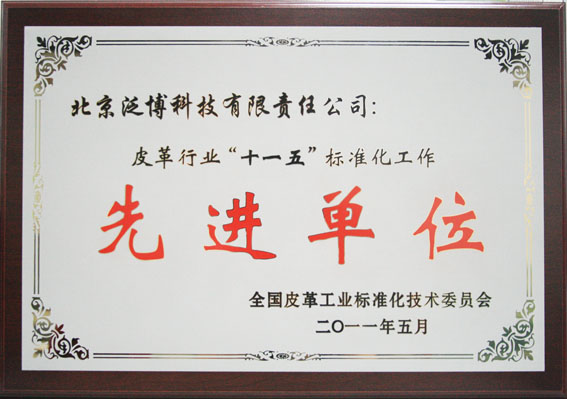 北京泛博科技有限责任公司：
皮革行业“十一五”标准化工作
先进单位
全国皮革工业标准化技术委员会
二〇一一年五月